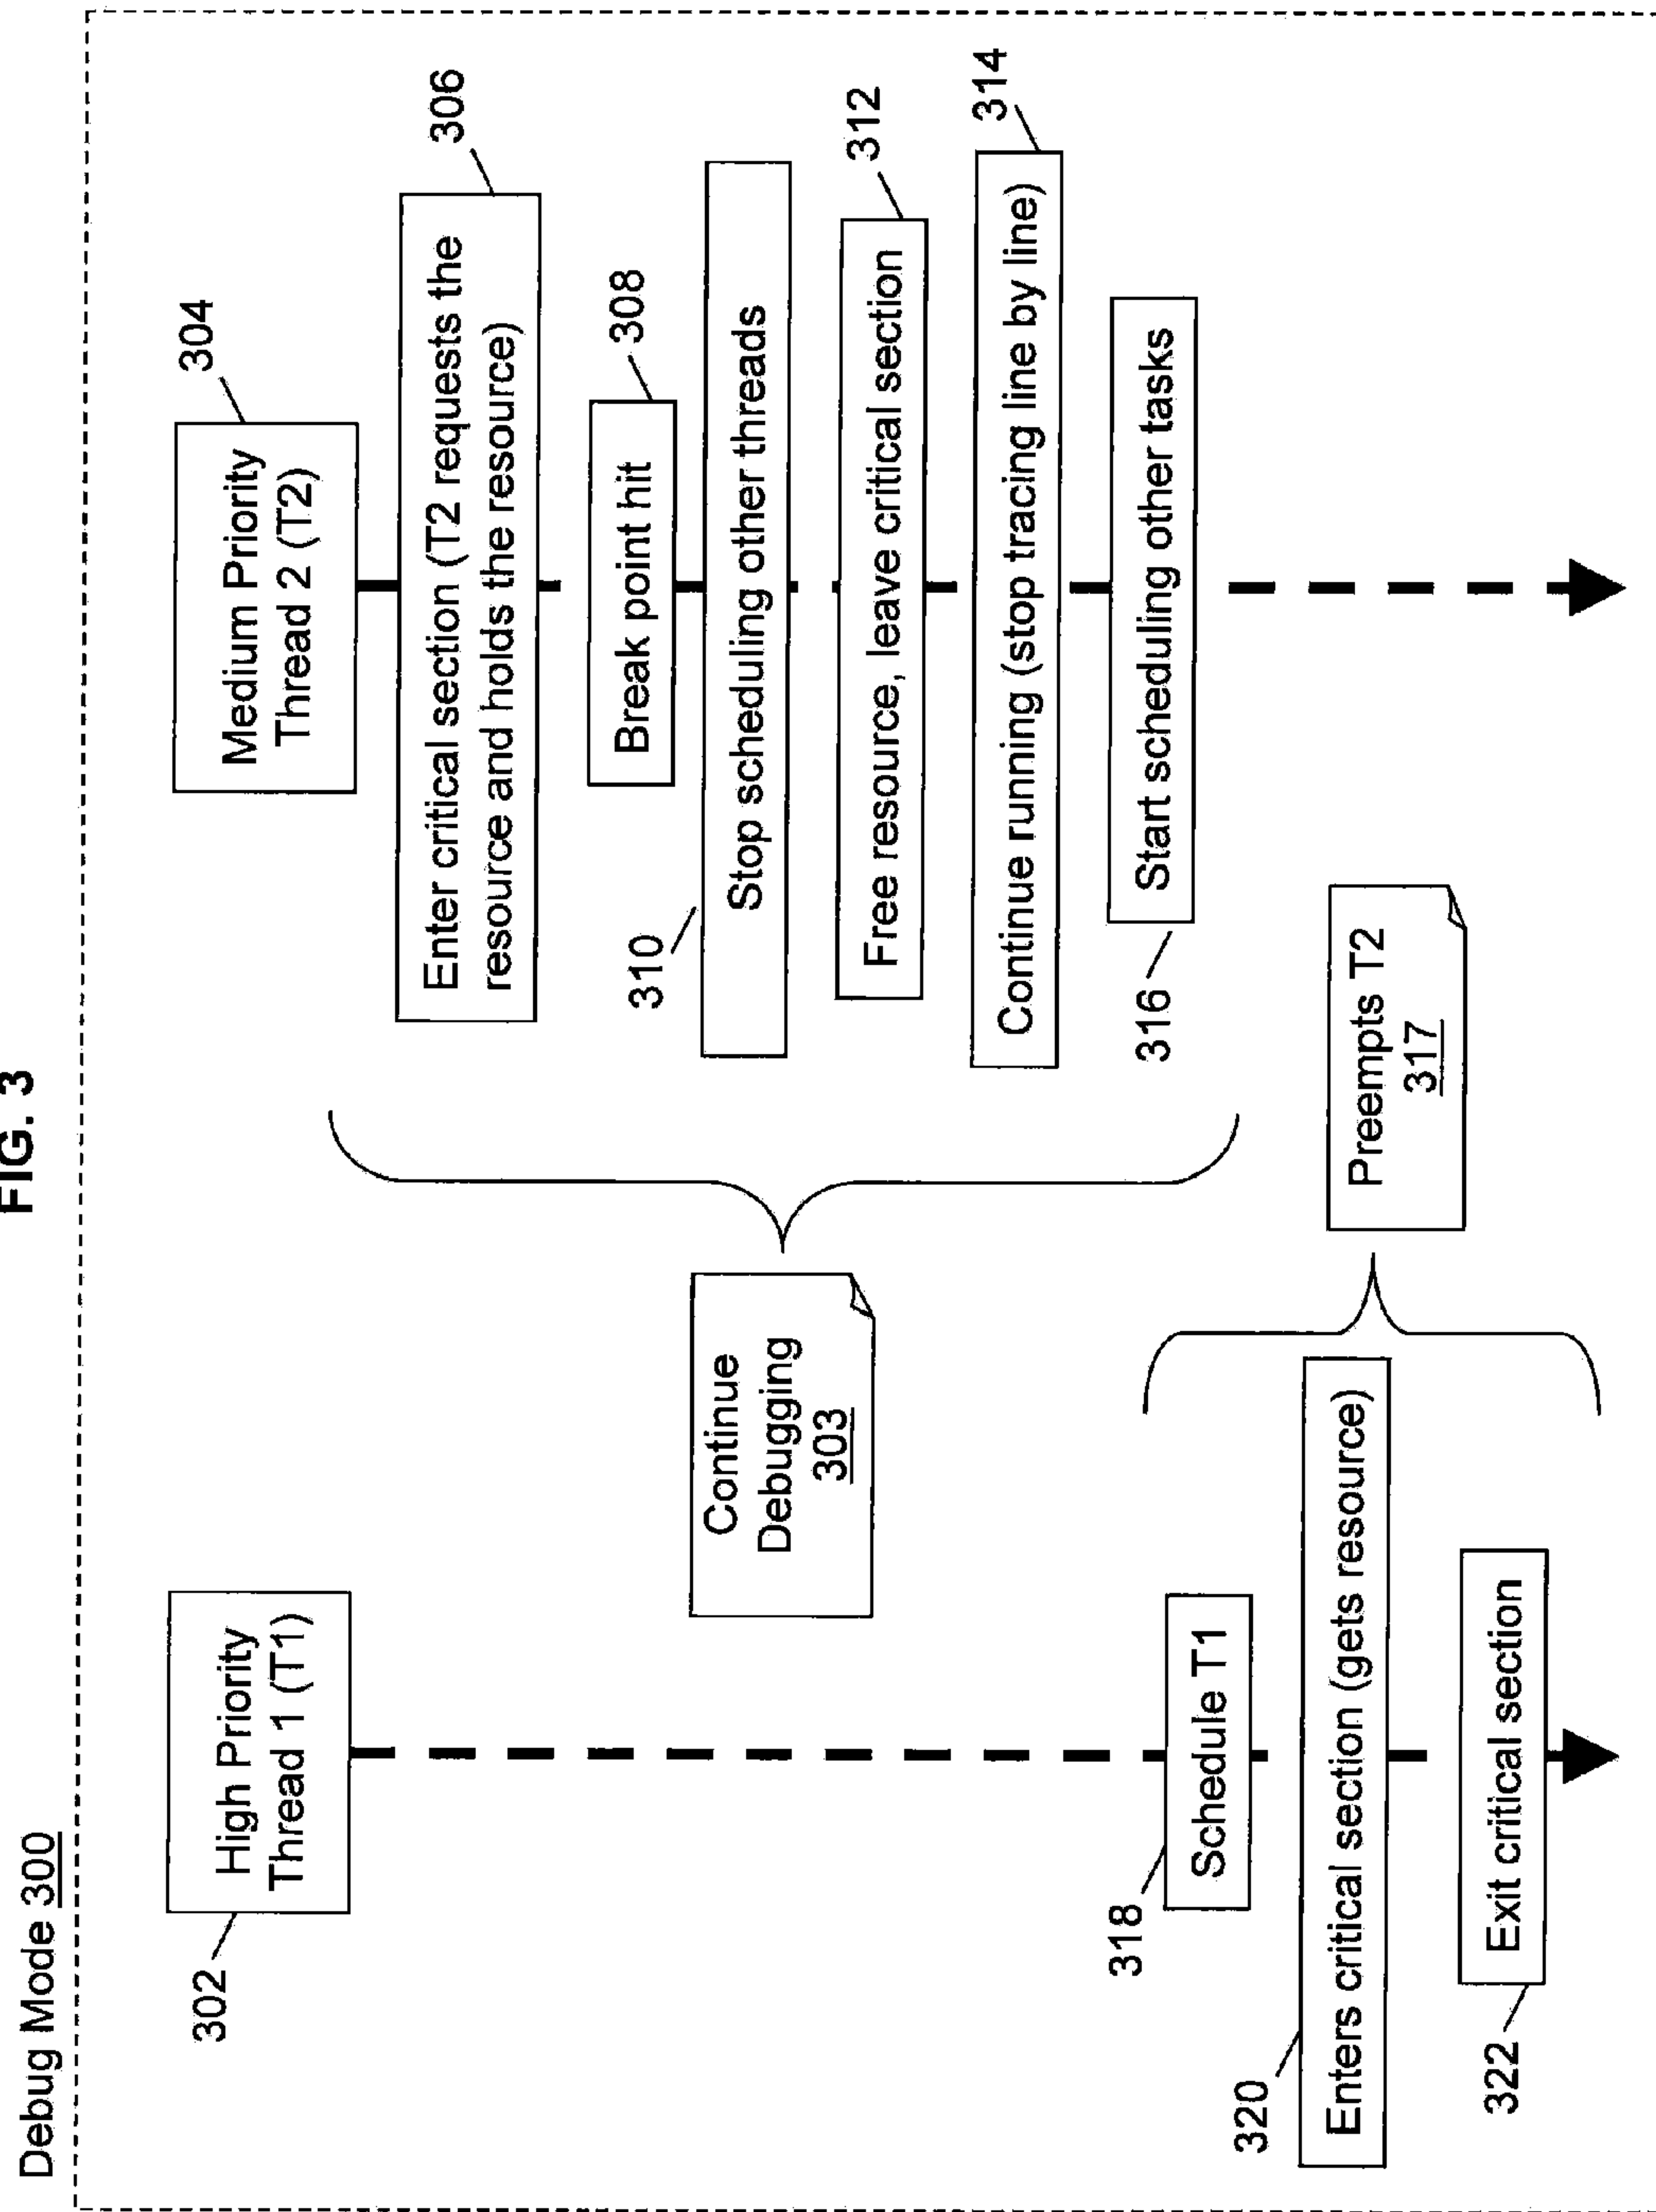 FIG. 3
Debug Mode 300
302
High Priority
Thread 1 (T1)
304
Medium Priority
Thread 2 (T2)
306
Enter critical section (T2 requests the
resource and holds the resource)
308
Break point hit
310
Stop scheduling other threads
Continue
Debugging
303
312
Free resource, leave critical section
314
Continue running (stop tracing line by line)
316
Start scheduling other tasks
318
Schedule T1
320
Enters critical section (gets resource)
Preempts T2
317
322
Exit critical section